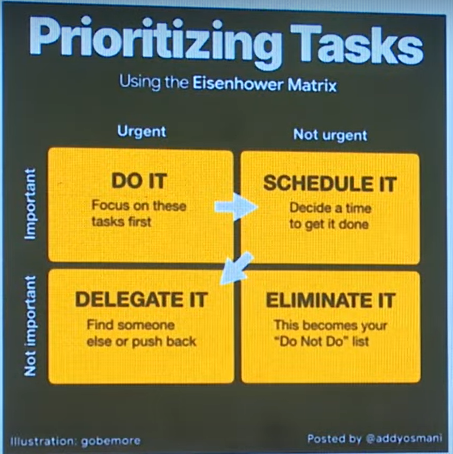 Prioritizing Tasks
Using the Eisenhower Matrix
Urgent
Not urgent
Important
DO IT
Focus on these
tasks first
SCHEDULE IT
Decide a time
to get it done
Not important
DELEGATE IT
Find someone
else or push back
ELIMINATE IT
This becomes your
"Do Not Do" list
Illustration: gobemore
Posted by @addyosmani